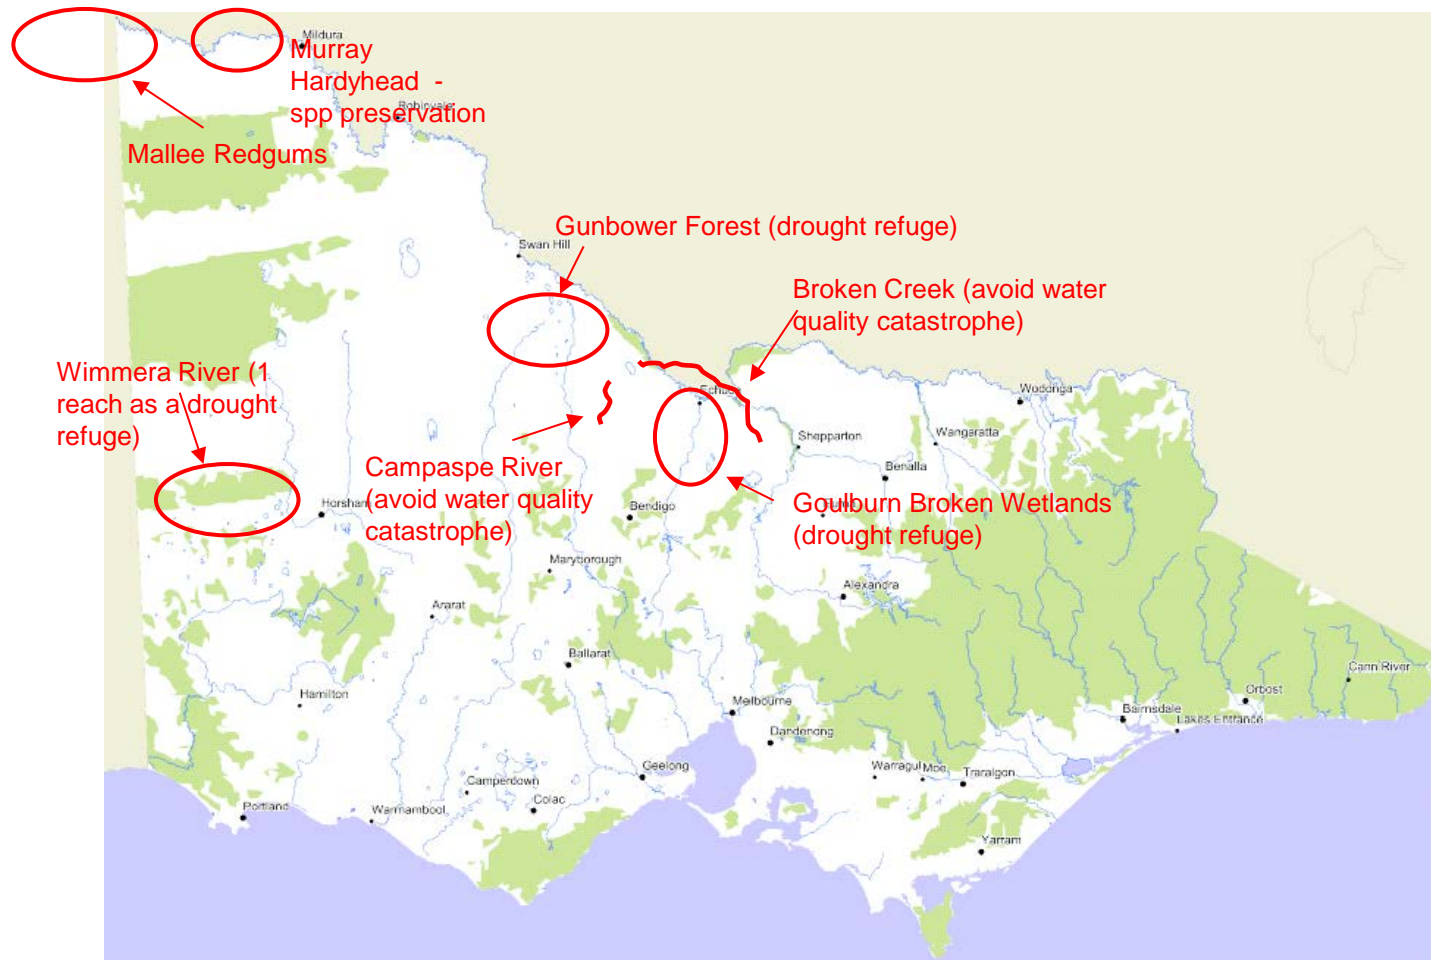 Mildura
Murray
Hardyhead -
spp preservation
Robinvale
Mallee Redgums
Gunbower Forest (drought refuge)
Swan Hill
Broken Creek (avoid water
quality catastrophe)
Wimmera River (1
reach as a drought
refuge)
Echuca
Wodonga
Shepparton
Wangaratta
Campaspe River
(avoid water quality
catastrophe)
Benalla
Goulburn Broken Wetlands
(drought refuge)
Horsham
Bendigo
Maryborough
Alexandra
Ararat
Ballarat
Cann River
Hamilton
Melbourne
Orbost
Bairnsdale
Lakes Entrance
Dandenong
Geelong
Warragul
Moe
Traralgon
Camperdown
Colac
Portland
Warrnambool
Yarram